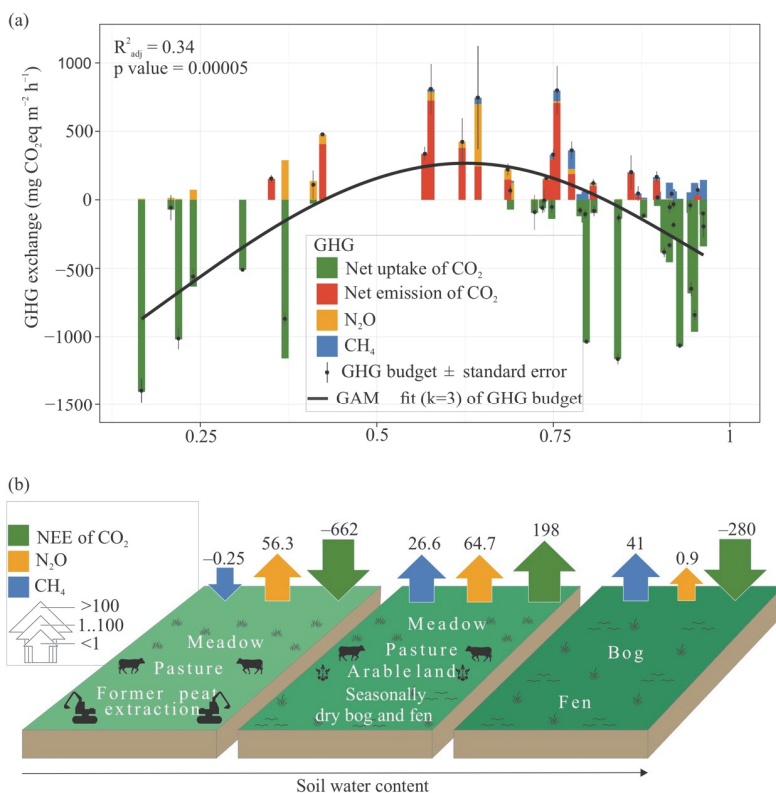 (a)
R²adj = 0.34
p value = 0.00005
GHG exchange (mg CO₂eq m⁻² h⁻¹)
1000
500
0
−500
−1000
−1500
GHG
Net uptake of CO₂
Net emission of CO₂
N₂O
CH₄
GHG budget ± standard error
GAM fit (k=3) of GHG budget
0.25 0.5 0.75 1
(b)
NEE of CO₂
N₂O
CH₄
>100
1..100
<1
−0.25 56.3 −662 26.6 64.7 198 41 0.9 −280
Meadow
Pasture
Former peat
extraction
Meadow
Pasture
Arable land
Seasonally
dry bog and fen
Bog
Fen
Soil water content